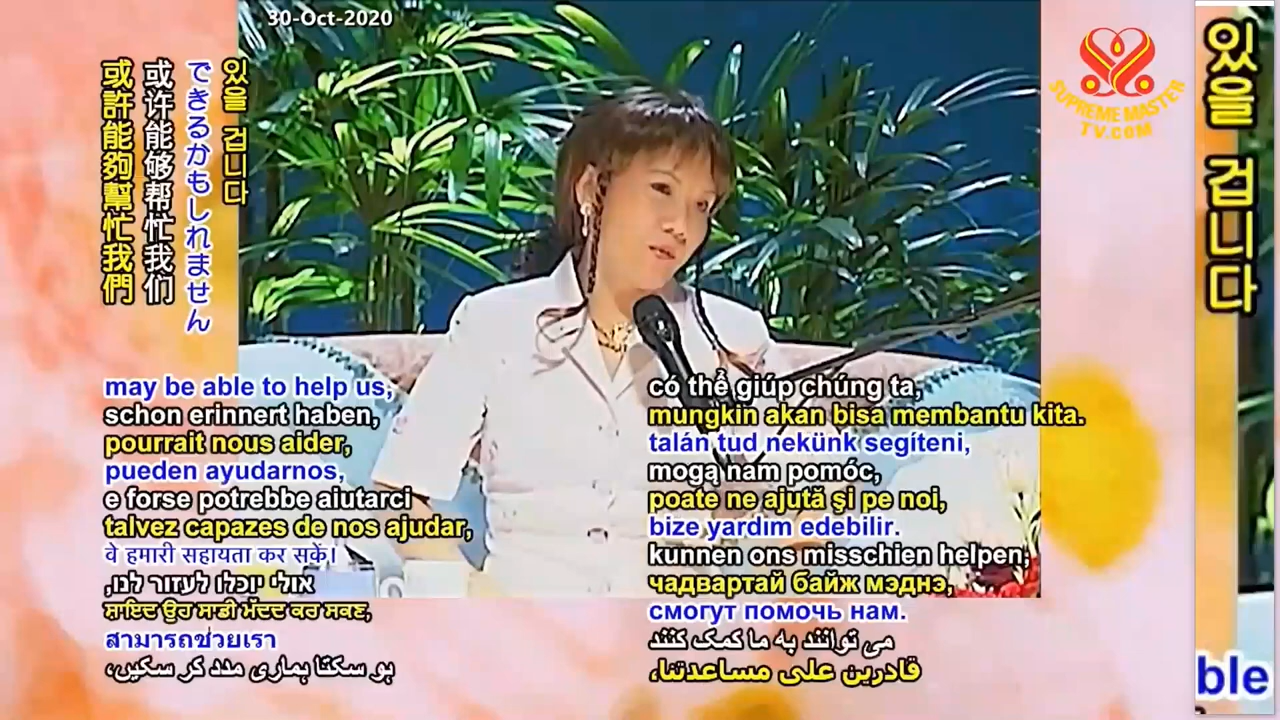 30-Oct-2020
SUPREME MASTER
TV.COM
있을 겁니다
できるかもしれません
或许能够帮忙我们
或許能夠幫忙我們
may be able to help us,
schon erinnert haben,
pourrait nous aider,
pueden ayudarnos,
e forse potrebbe aiutarci
talvez capazes de nos ajudar,
वे हमारी सहायता कर सकें।
אולי יוכלו לעזור לנו,
ਸ਼ਾਇਦ ਉਹ ਸਾਡੀ ਮੱਦਦ ਕਰ ਸਕਣ,
สามารถช่วยเรา
ہو سکتا ہماری مدد کر سکیں،
có thể giúp chúng ta,
mungkin akan bisa membantu kita.
talán tud nekünk segíteni,
mogą nam pomóc,
poate ne ajută şi pe noi,
bize yardım edebilir.
kunnen ons misschien helpen,
чадвартай байж мэднэ,
смогут помочь нам.
می توانند به ما کمک کنند
قادرين على مساعدتنا،
있을 겁니다
ble